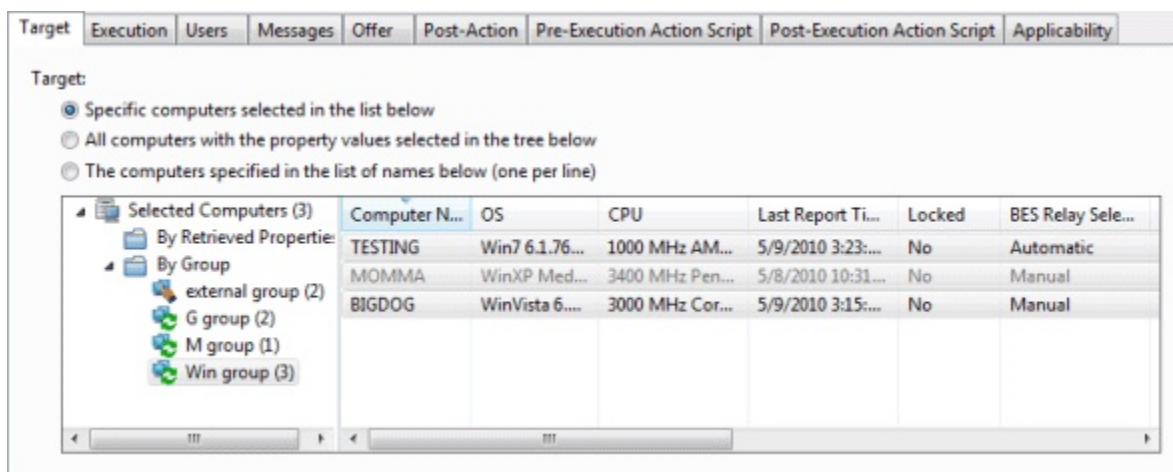 Target Execution Users Messages Offer Post-Action Pre-Execution Action Script Post-Execution Action Script Applicability
Target:
Specific computers selected in the list below
All computers with the property values selected in the tree below
The computers specified in the list of names below (one per line)
Selected Computers (3)
By Retrieved Properties
By Group
external group (2)
G group (2)
M group (1)
Win group (3)
Computer N... OS CPU Last Report Ti... Locked BES Relay Sele...
TESTING Win7 6.1.76... 1000 MHz AM... 5/9/2010 3:23:... No Automatic
MOMMA WinXP Med... 3400 MHz Pen... 5/8/2010 10:31... No Manual
BIGDOG WinVista 6.... 3000 MHz Cor... 5/9/2010 3:15:... No Manual